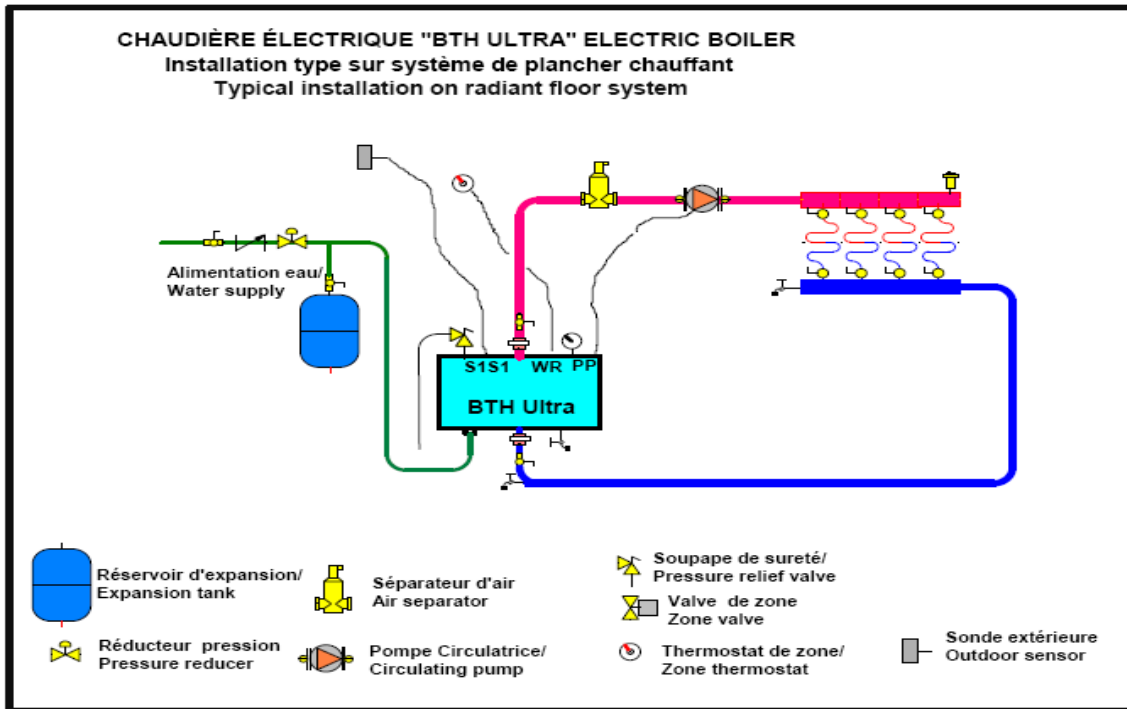 CHAUDIÈRE ÉLECTRIQUE "BTH ULTRA" ELECTRIC BOILER
Installation type sur système de plancher chauffant
Typical installation on radiant floor system
Alimentation eau/
Water supply
S1S1 WR PP
BTH Ultra
Réservoir d'expansion/
Expansion tank
Séparateur d'air
Air separator
Soupape de sureté/
Pressure relief valve
Valve de zone
Zone valve
Réducteur pression
Pressure reducer
Pompe Circulatrice/
Circulating pump
Thermostat de zone/
Zone thermostat
Sonde extérieure
Outdoor sensor